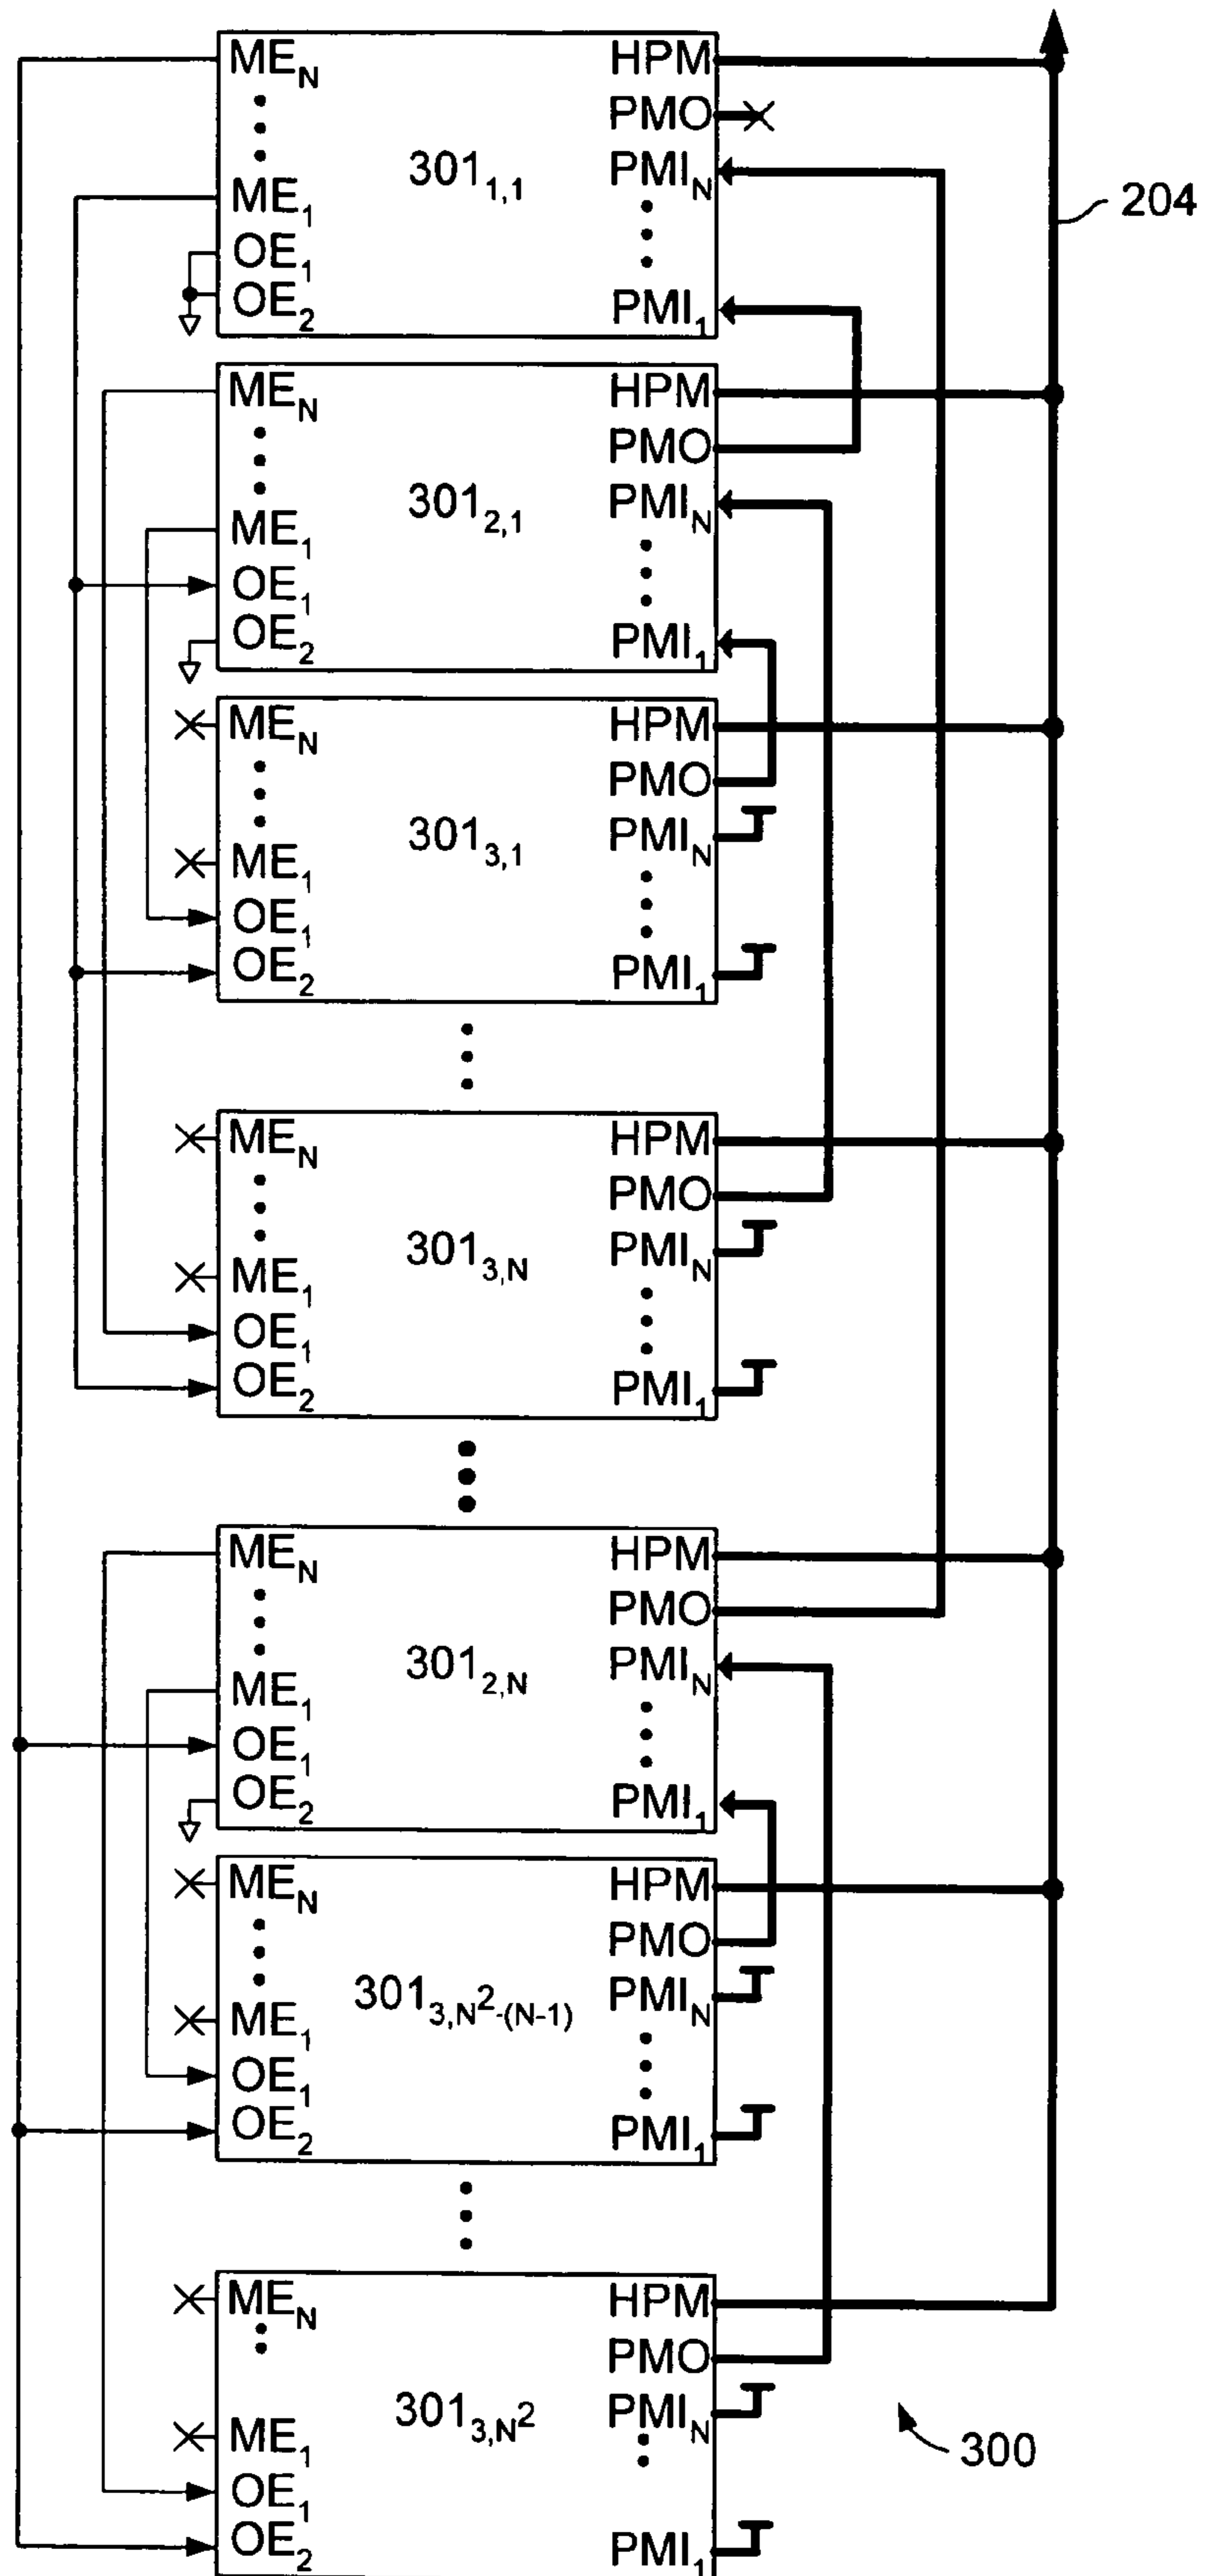 ME_N HPM
PMO
301_1,1 PMI_N
ME_1 204
OE_1
OE_2 PMI_1
ME_N HPM
PMO
301_2,1 PMI_N
ME_1
OE_1
OE_2 PMI_1
ME_N HPM
PMO
301_3,1 PMI_N
ME_1
OE_1
OE_2 PMI_1
ME_N HPM
PMO
301_3,N PMI_N
ME_1
OE_1
OE_2 PMI_1
ME_N HPM
PMO
301_2,N PMI_N
ME_1
OE_1
OE_2 PMI_1
ME_N HPM
PMO
301_3,N²-(N-1) PMI_N
ME_1
OE_1
OE_2 PMI_1
ME_N HPM
PMO
301_3,N² PMI_N
ME_1 300
OE_1
OE_2 PMI_1